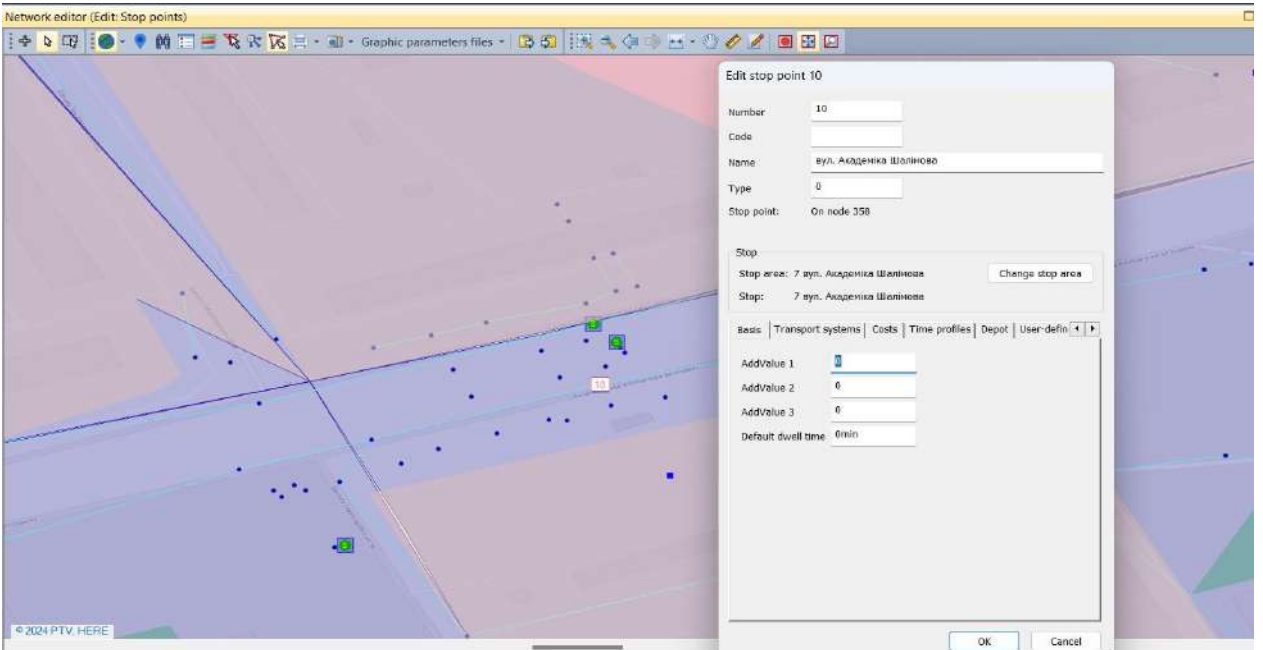 Network editor (Edit: Stop points)
Graphic parameters files
Edit stop point 10
Number 10
Code
Name вул. Академіка Шалімова
Type 0
Stop point: On node 358
Stop
Stop area: 7 вул. Академіка Шалімова Change stop area
Stop: 7 вул. Академіка Шалімова
Basis Transport systems Costs Time profiles Depot User-defin
AddValue 1 0
AddValue 2 0
AddValue 3 0
Default dwell time 0min
10
© 2024 PTV, HERE
OK Cancel